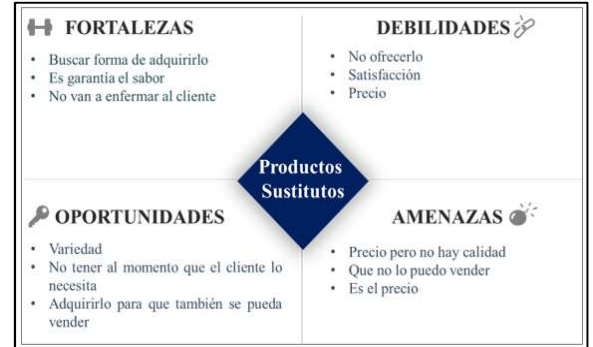 FORTALEZAS
• Buscar forma de adquirirlo
• Es garantía el sabor
• No van a enfermar al cliente
DEBILIDADES
• No ofrecerlo
• Satisfacción
• Precio
Productos
Sustitutos
OPORTUNIDADES
• Variedad
• No tener al momento que el cliente lo
necesita
• Adquirirlo para que también se pueda
vender
AMENAZAS
• Precio pero no hay calidad
• Que no lo puedo vender
• Es el precio